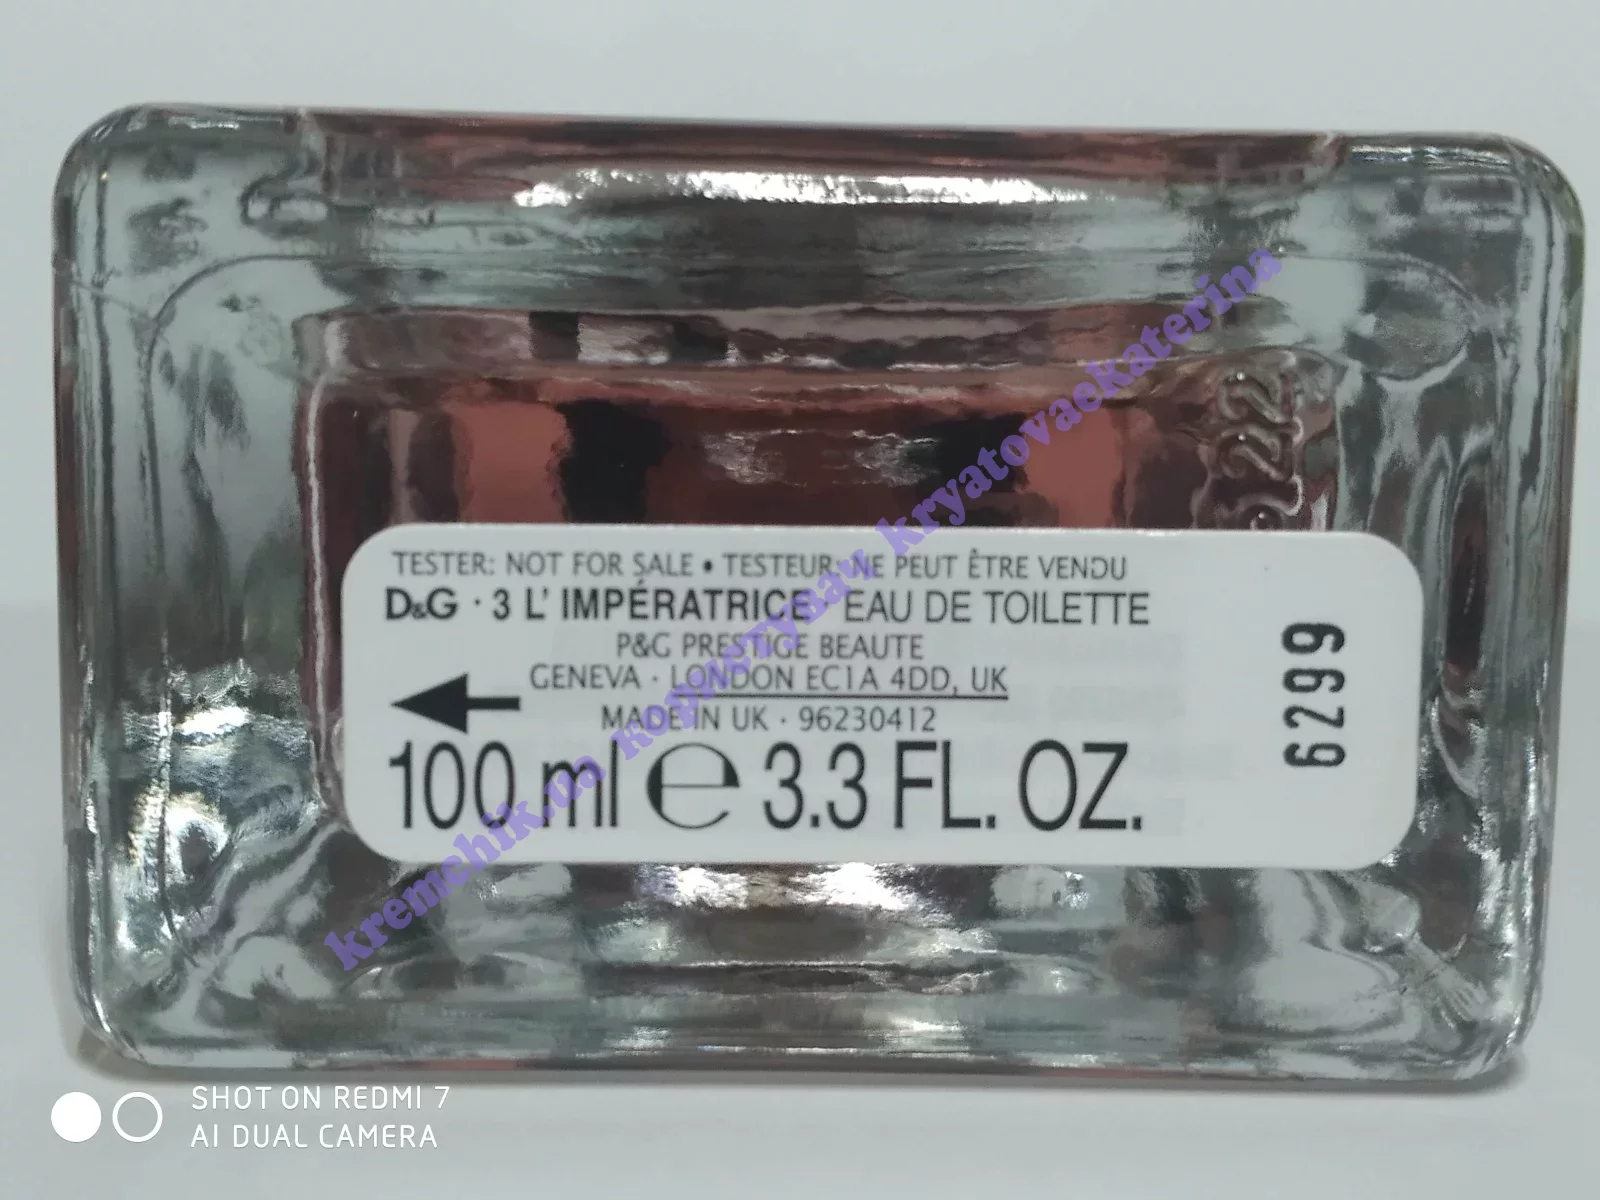 TESTER: NOT FOR SALE • TESTEUR: NE PEUT ÊTRE VENDU
D&G · 3 L' IMPÉRATRICE · EAU DE TOILETTE
P&G PRESTIGE BEAUTE
GENEVA · LONDON EC1A 4DD, UK
MADE IN UK · 96230412
100 ml e 3.3 FL. OZ.
6299
kremchik.ua kopwrynav kryatovaekaterina
SHOT ON REDMI 7
AI DUAL CAMERA